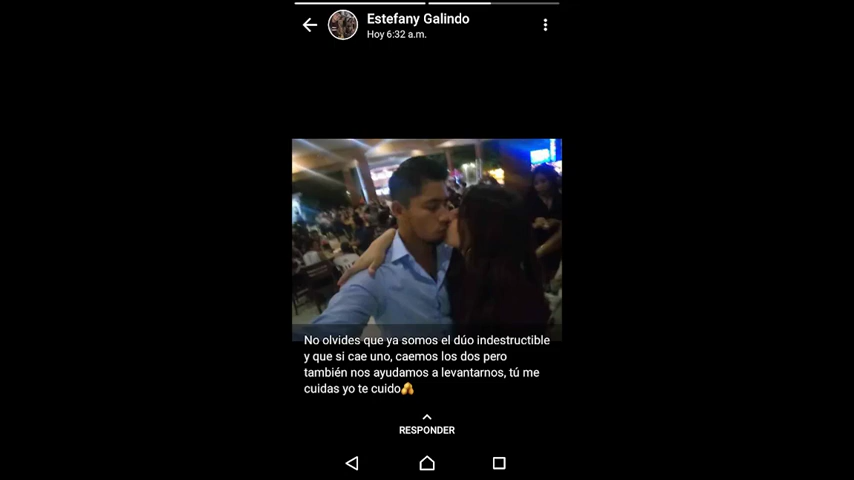 Estefany Galindo
Hoy 6:32 a.m.
No olvides que ya somos el dúo indestructible
y que si cae uno, caemos los dos pero
también nos ayudamos a levantarnos, tú me
cuidas yo te cuido
RESPONDER